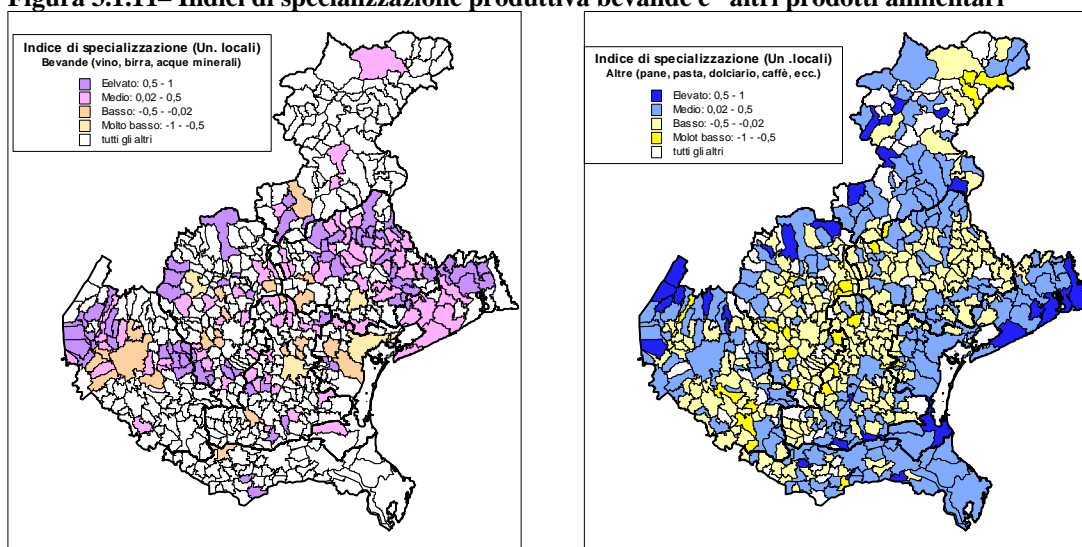 Figura 3.1.11– Indici di specializzazione produttiva bevande e "altri prodotti alimentari"
Indice di specializzazione (Un. locali)
Bevande (vino, birra, acque minerali)
Eelvato: 0,5 - 1
Medio: 0,02 - 0,5
Basso: -0,5 - -0,02
Molto basso: -1 - -0,5
tutti gli altri
Indice di specializzazione (Un .locali)
Altre (pane, pasta, dolciario, caffè, ecc.)
Elevato: 0,5 - 1
Medio: 0,02 - 0,5
Basso: -0,5 - -0,02
Molot basso: -1 - -0,5
tutti gli altri